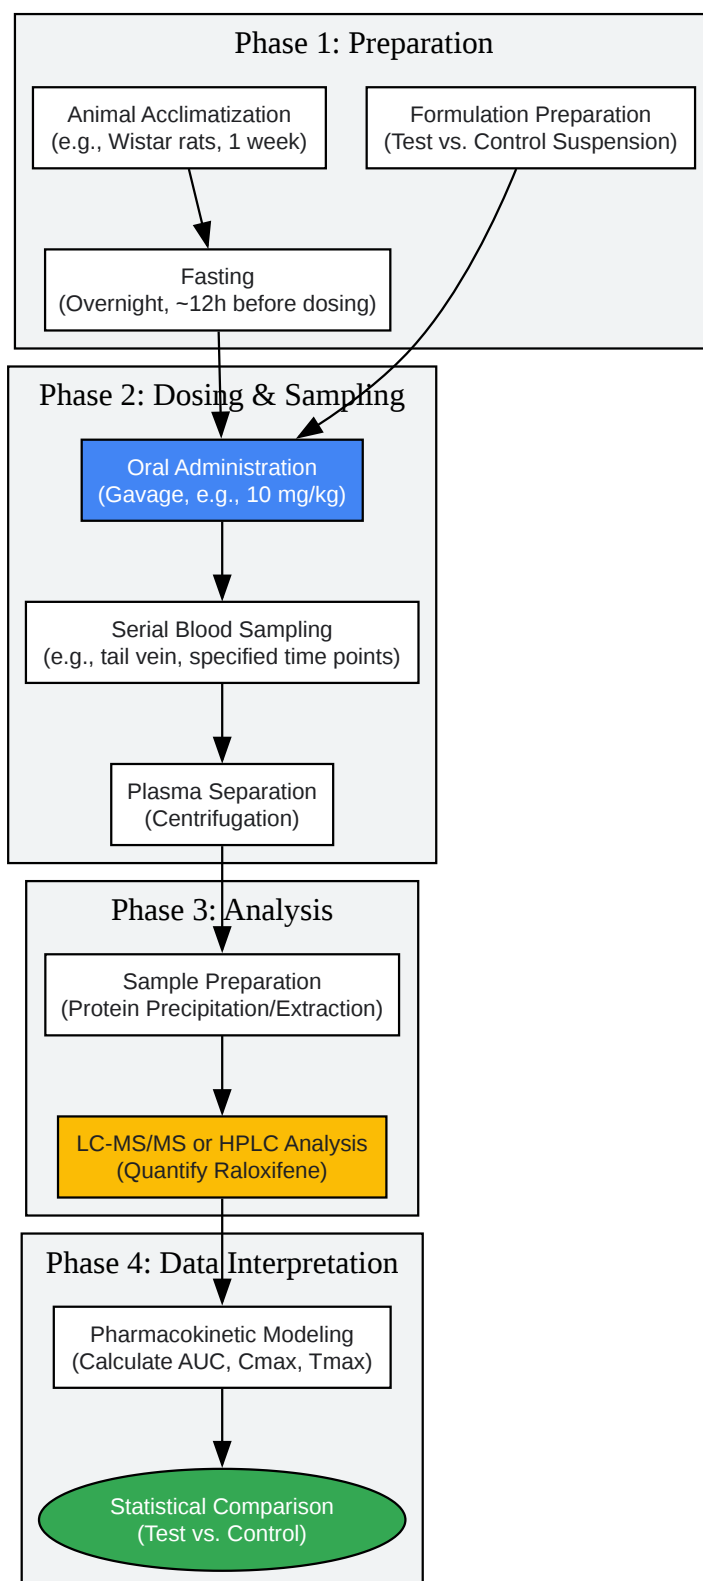 Phase 1: Preparation
Animal Acclimatization
(e.g., Wistar rats, 1 week)
Formulation Preparation
(Test vs. Control Suspension)
Fasting
(Overnight, ~12h before dosing)
Phase 2: Dosing & Sampling
Oral Administration
(Gavage, e.g., 10 mg/kg)
Serial Blood Sampling
(e.g., tail vein, specified time points)
Plasma Separation
(Centrifugation)
Phase 3: Analysis
Sample Preparation
(Protein Precipitation/Extraction)
LC-MS/MS or HPLC Analysis
(Quantify Raloxifene)
Phase 4: Data Interpretation
Pharmacokinetic Modeling
(Calculate AUC, Cmax, Tmax)
Statistical Comparison
(Test vs. Control)